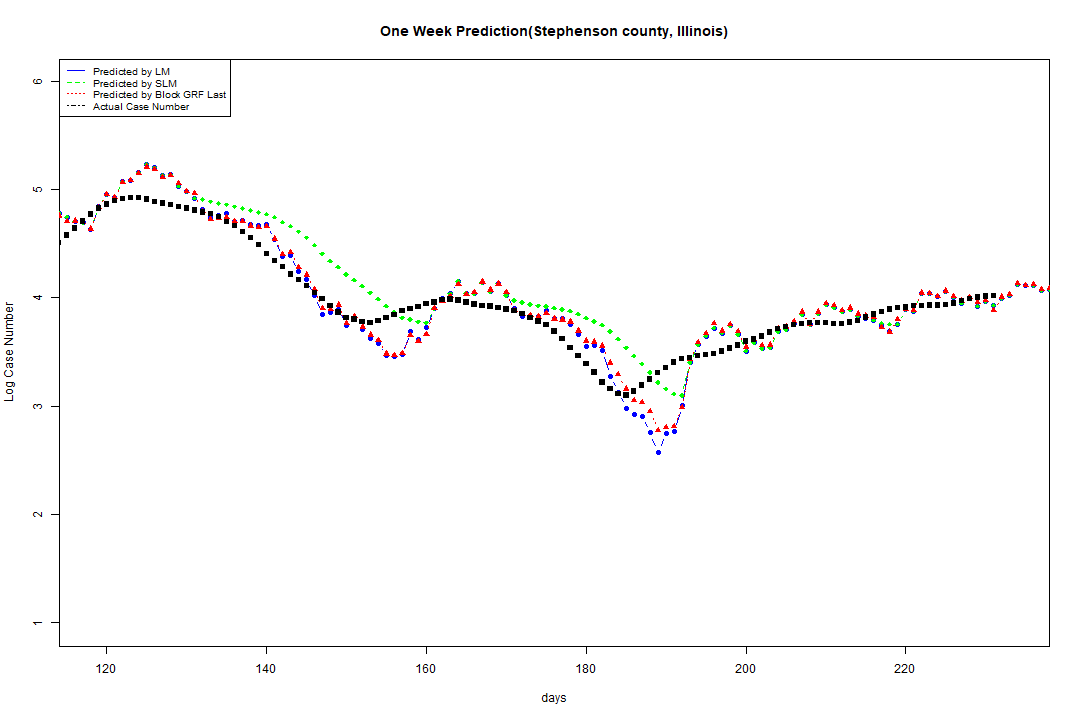 One Week Prediction(Stephenson county, Illinois)
Predicted by LM
Predicted by SLM
Predicted by Block GRF Last
Actual Case Number
6
5
4
3
2
1
Log Case Number
120 140 160 180 200 220
days